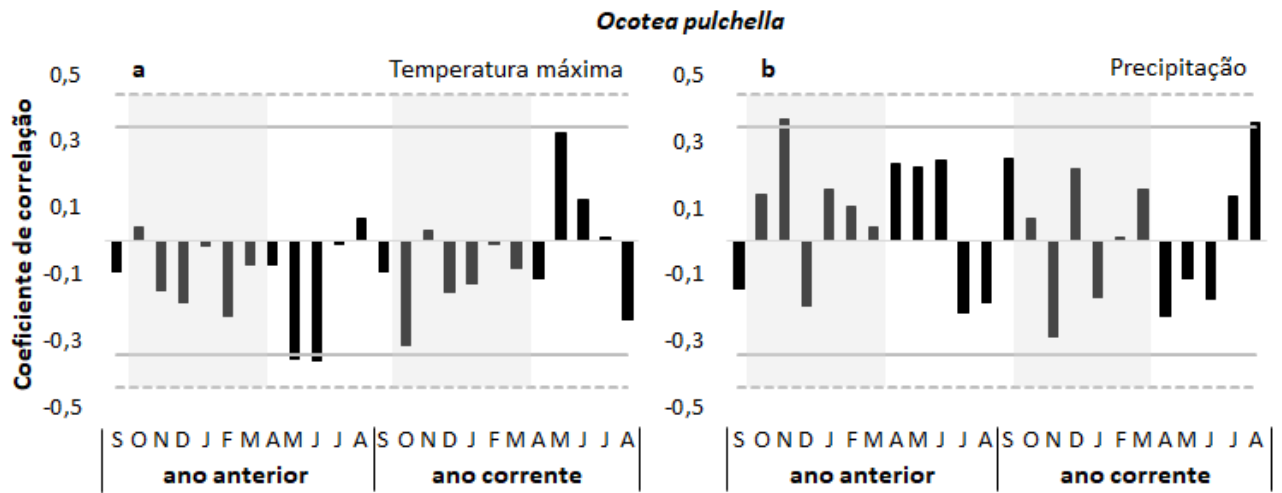 Ocotea pulchella
a Temperatura máxima
b Precipitação
Coeficiente de correlação
0,5
0,3
0,1
-0,1
-0,3
-0,5
0,5
0,3
0,1
-0,1
-0,3
-0,5
S O N D J F M A M J J A S O N D J F M A M J J A
ano anterior ano corrente
S O N D J F M A M J J A S O N D J F M A M J J A
ano anterior ano corrente